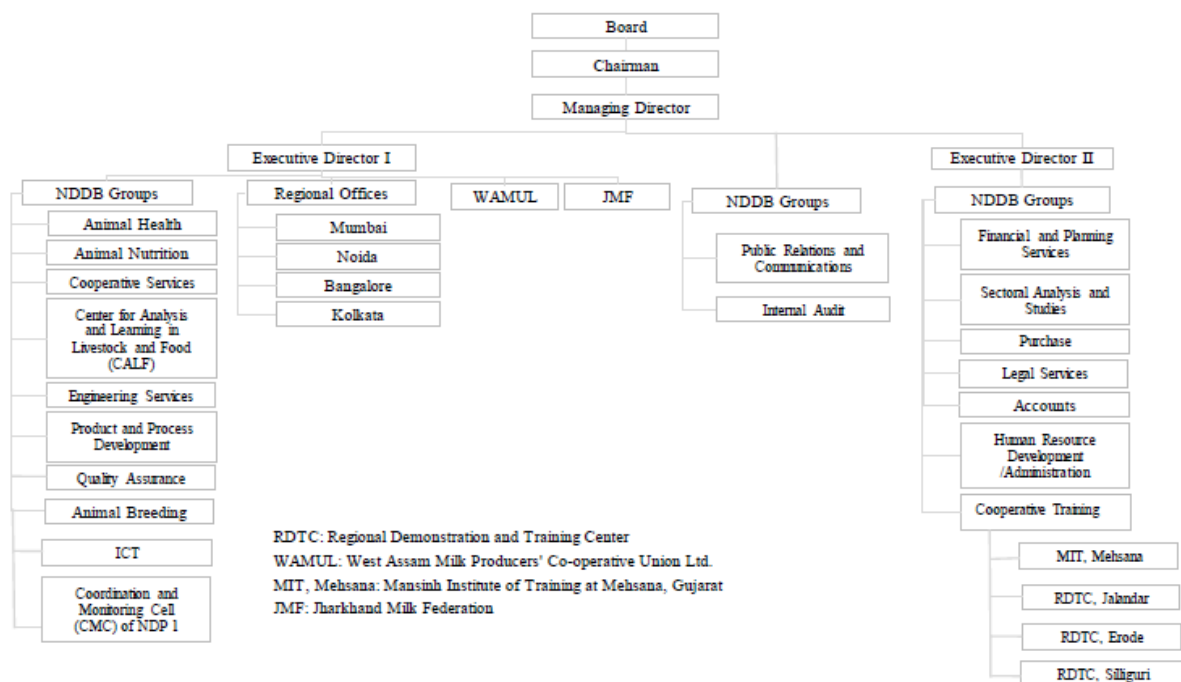 Board
Chairman
Managing Director
Executive Director I
Executive Director II
NDDB Groups
Animal Health
Animal Nutrition
Cooperative Services
Center for Analysis
and Learning in
Livestock and Food
(CALF)
Engineering Services
Product and Process
Development
Quality Assurance
Animal Breeding
ICT
Coordination and
Monitoring Cell
(CMC) of NDP 1
Regional Offices
Mumbai
Noida
Bangalore
Kolkata
WAMUL
JMF
NDDB Groups
Public Relations and
Communications
Internal Audit
NDDB Groups
Financial and Planning
Services
Sectoral Analysis and
Studies
Purchase
Legal Services
Accounts
Human Resource
Development
/Administration
Cooperative Training
MIT, Mehsana
RDTC, Jalandar
RDTC, Erode
RDTC, Silliguri
RDTC: Regional Demonstration and Training Center
WAMUL: West Assam Milk Producers' Co-operative Union Ltd.
MIT, Mehsana: Mansinh Institute of Training at Mehsana, Gujarat
JMF: Jharkhand Milk Federation